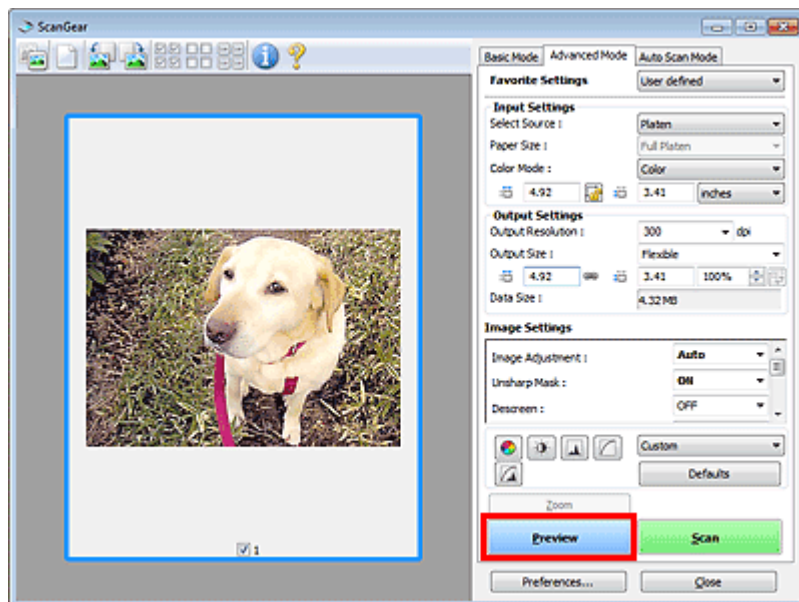 ScanGear
Basic Mode Advanced Mode Auto Scan Mode
Favorite Settings User defined
Input Settings
Select Source : Platen
Paper Size : Full Platen
Color Mode : Color
4.92 3.41 inches
Output Settings
Output Resolution : 300 dpi
Output Size : Flexible
4.92 3.41 100%
Data Size : 4.32 MB
Image Settings
Image Adjustment : Auto
Unsharp Mask : ON
Descreen : OFF
Custom
Defaults
Zoom
Preview Scan
1
Preferences... Close